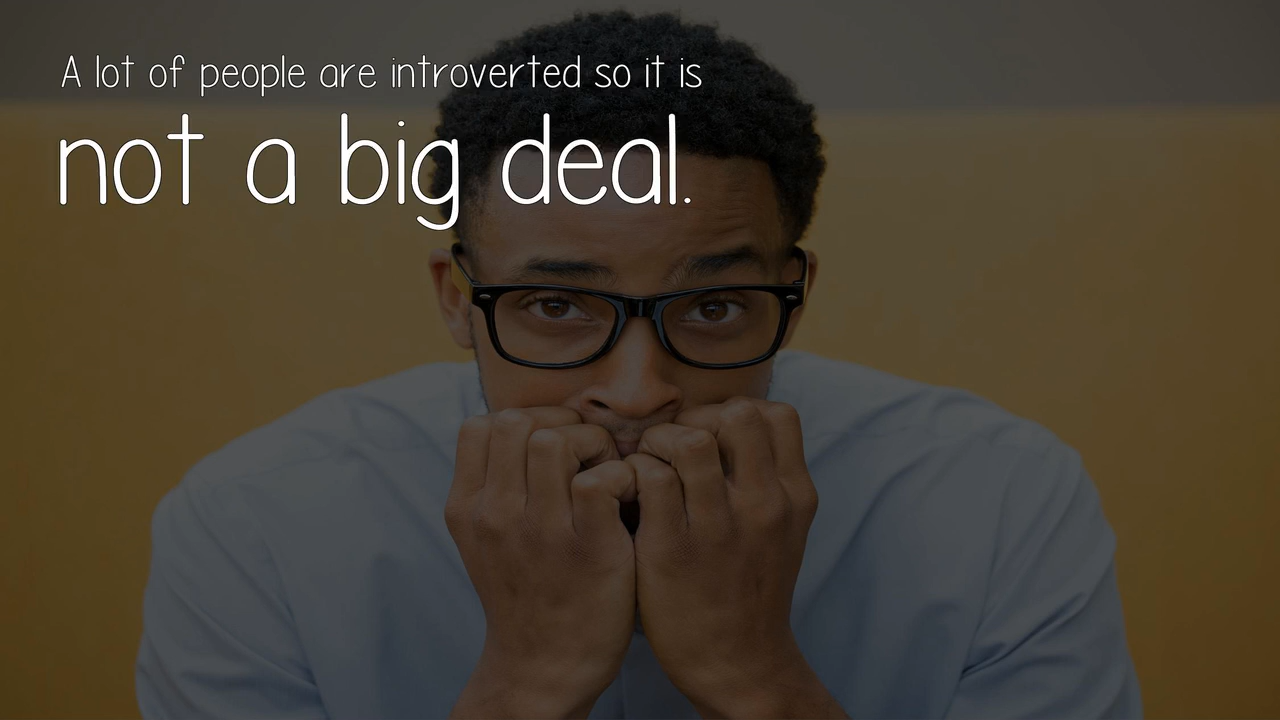 A lot of people are introverted so it is
not a big deal.